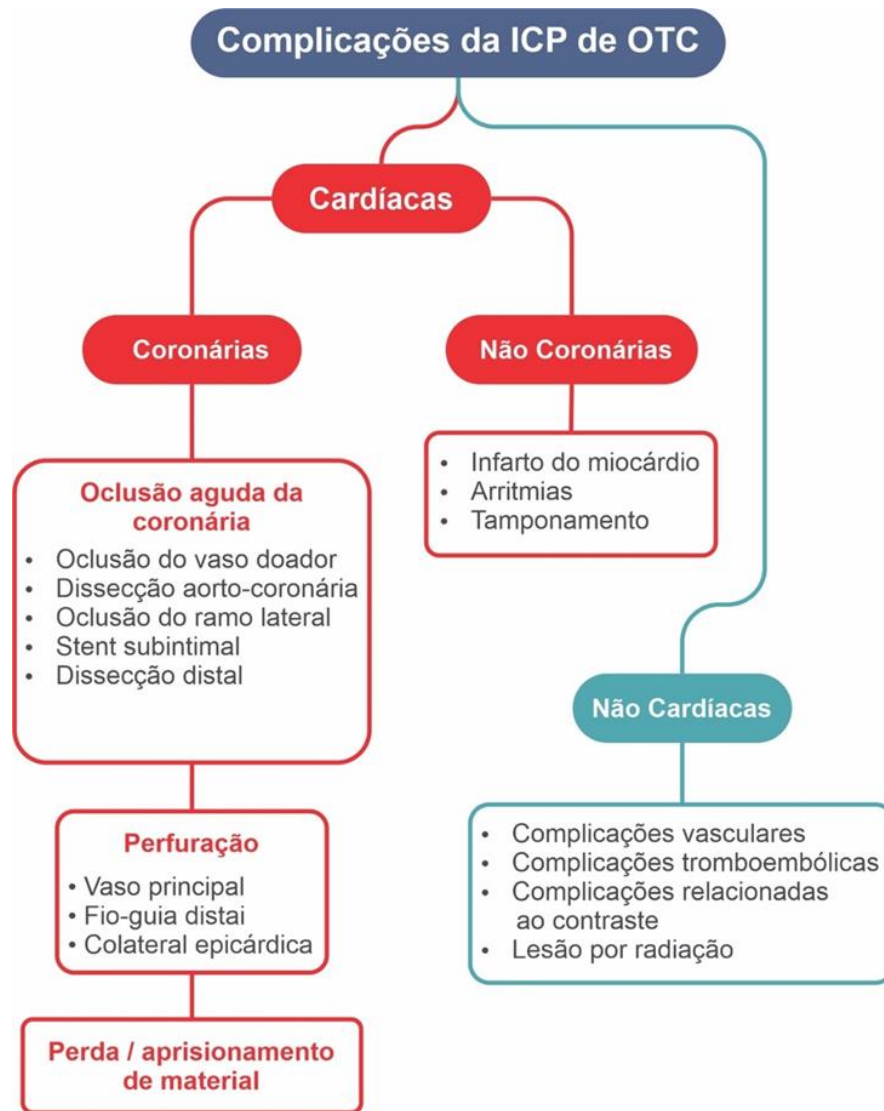 Complicações da ICP de OTC
Cardíacas
Coronárias
Não Coronárias
Oclusão aguda da
coronária
• Oclusão do vaso doador
• Dissecção aorto-coronária
• Oclusão do ramo lateral
• Stent subintimal
• Dissecção distal
Perfuração
• Vaso principal
• Fio-guia distai
• Colateral epicárdica
Perda / aprisionamento
de material
• Infarto do miocárdio
• Arritmias
• Tamponamento
Não Cardíacas
• Complicações vasculares
• Complicações tromboembólicas
• Complicações relacionadas
ao contraste
• Lesão por radiação